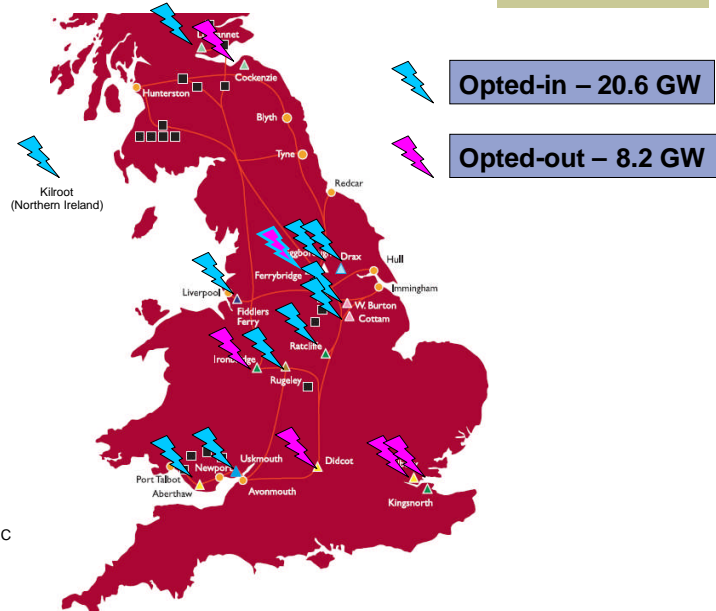 Cockenzie
Hunterston
Opted-in – 20.6 GW
Blyth
Tyne
Opted-out – 8.2 GW
Kilroot
(Northern Ireland)
Redcar
Drax
Hull
Ferrybridge
Immingham
Liverpool
W. Burton
Fiddlers
Ferry
Cottam
Ratcliffe
Rugeley
Uskmouth
Didcot
Newport
Port Talbot
Aberthaw
Avonmouth
Kingsnorth
C